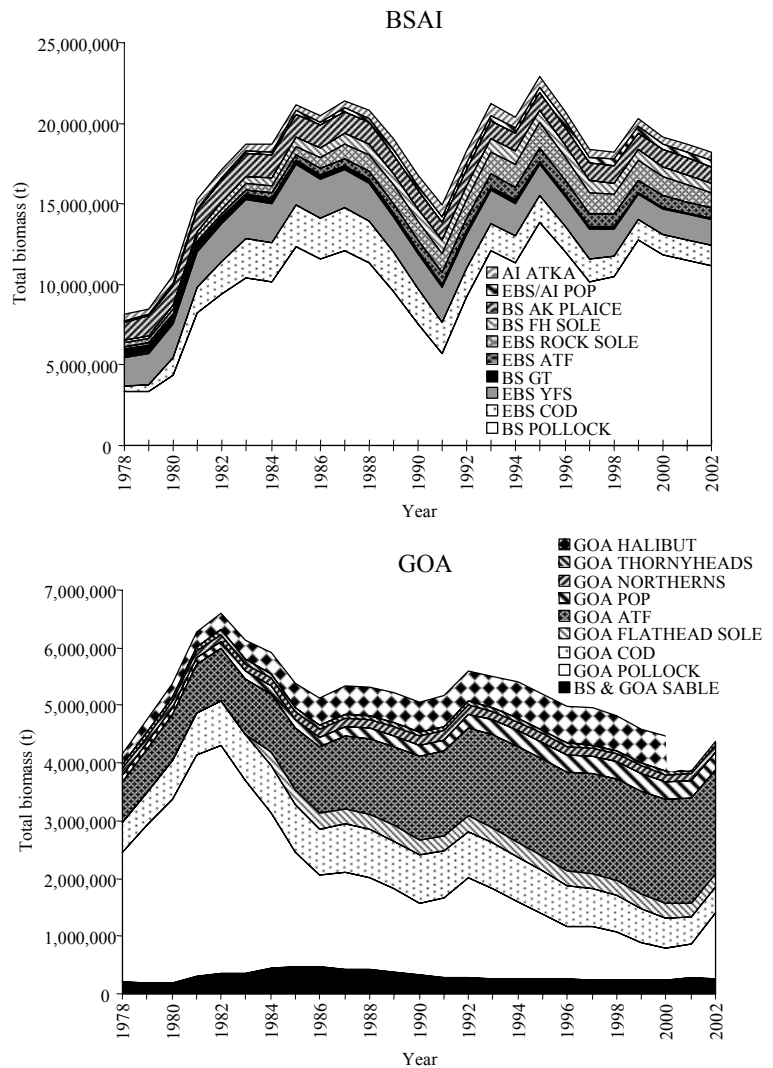 BSAI
25,000,000
20,000,000
15,000,000
10,000,000
5,000,000
0
Total biomass (t)
AI ATKA
EBS/AI POP
BS AK PLAICE
BS FH SOLE
EBS ROCK SOLE
EBS ATF
BS GT
EBS YFS
EBS COD
BS POLLOCK
1978 1980 1982 1984 1986 1988 1990 1992 1994 1996 1998 2000 2002
Year
GOA
GOA HALIBUT
GOA THORNYHEADS
GOA NORTHERNS
GOA POP
GOA ATF
GOA FLATHEAD SOLE
GOA COD
GOA POLLOCK
BS & GOA SABLE
7,000,000
6,000,000
5,000,000
4,000,000
3,000,000
2,000,000
1,000,000
0
Total biomass (t)
1978 1980 1982 1984 1986 1988 1990 1992 1994 1996 1998 2000 2002
Year